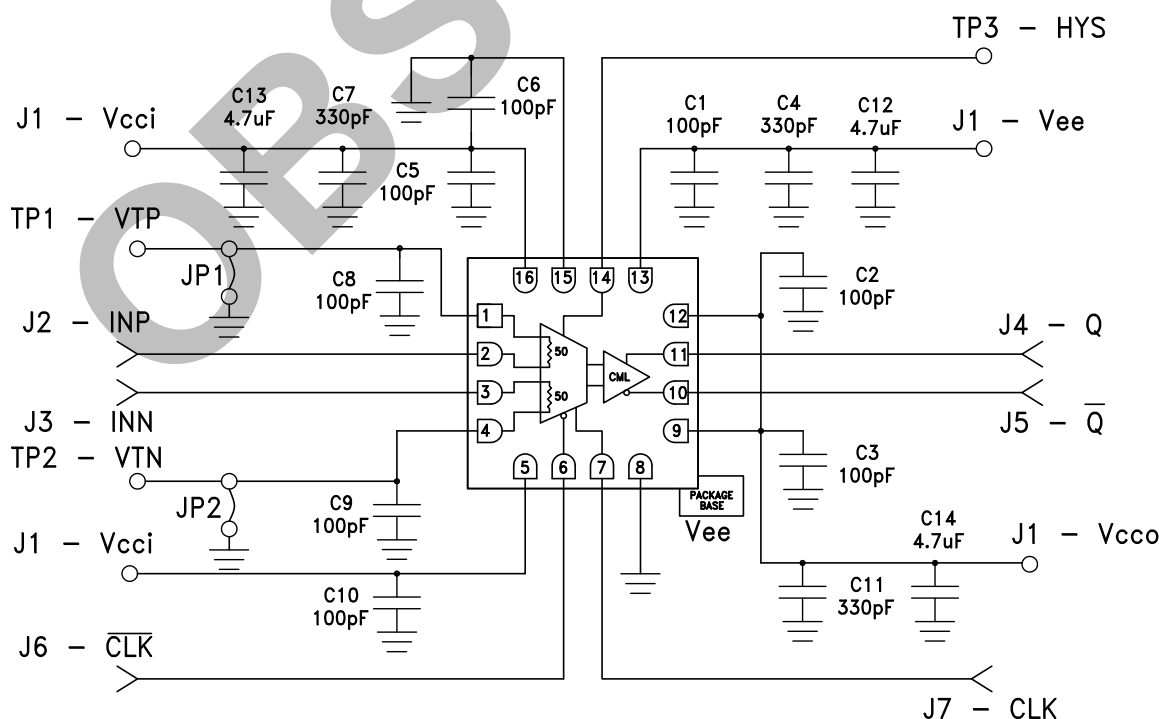 TP3 - HYS
C6
100pF
C13
4.7uF
C7
330pF
C1
100pF
C4
330pF
C12
4.7uF
J1 - Vcci
J1 - Vee
C5
100pF
TP1 - VTP
JP1
C8
100pF
16
15
14
13
C2
100pF
1
12
J2 - INP
J4 - Q
2
50
11
CML
3
50
10
J3 - INN
J5 - Q̅
4
9
TP2 - VTN
C3
100pF
5
6
7
8
PACKAGE
BASE
Vee
JP2
C9
100pF
C14
4.7uF
J1 - Vcci
J1 - Vcco
C10
100pF
C11
330pF
J6 - C̅L̅K̅
J7 - CLK
OBS